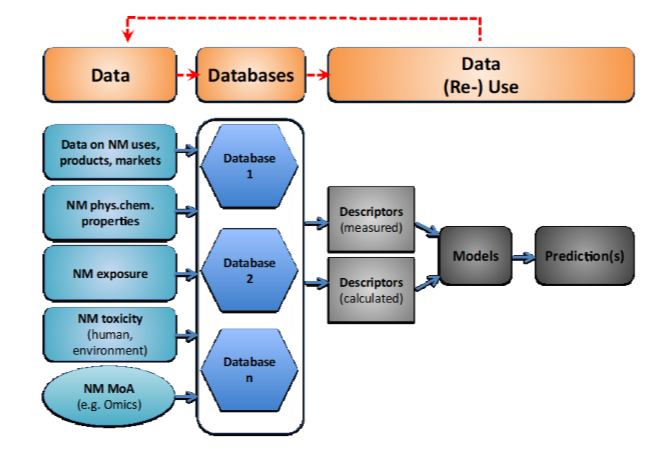 Data
Databases
Data
(Re-) Use
Data on NM uses,
products, markets
NM phys.chem.
properties
NM exposure
NM toxicity
(human,
environment)
NM MoA
(e.g. Omics)
Database
1
Database
2
Database
n
Descriptors
(measured)
Descriptors
(calculated)
Models
Prediction(s)